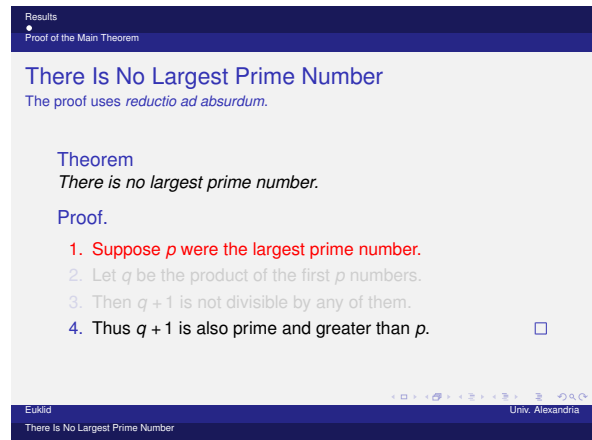 Results
Proof of the Main Theorem
There Is No Largest Prime Number
The proof uses reductio ad absurdum.
Theorem
There is no largest prime number.
Proof.
1. Suppose p were the largest prime number.
2. Let q be the product of the first p numbers.
3. Then q + 1 is not divisible by any of them.
4. Thus q + 1 is also prime and greater than p.
Euklid Univ. Alexandria
There Is No Largest Prime Number